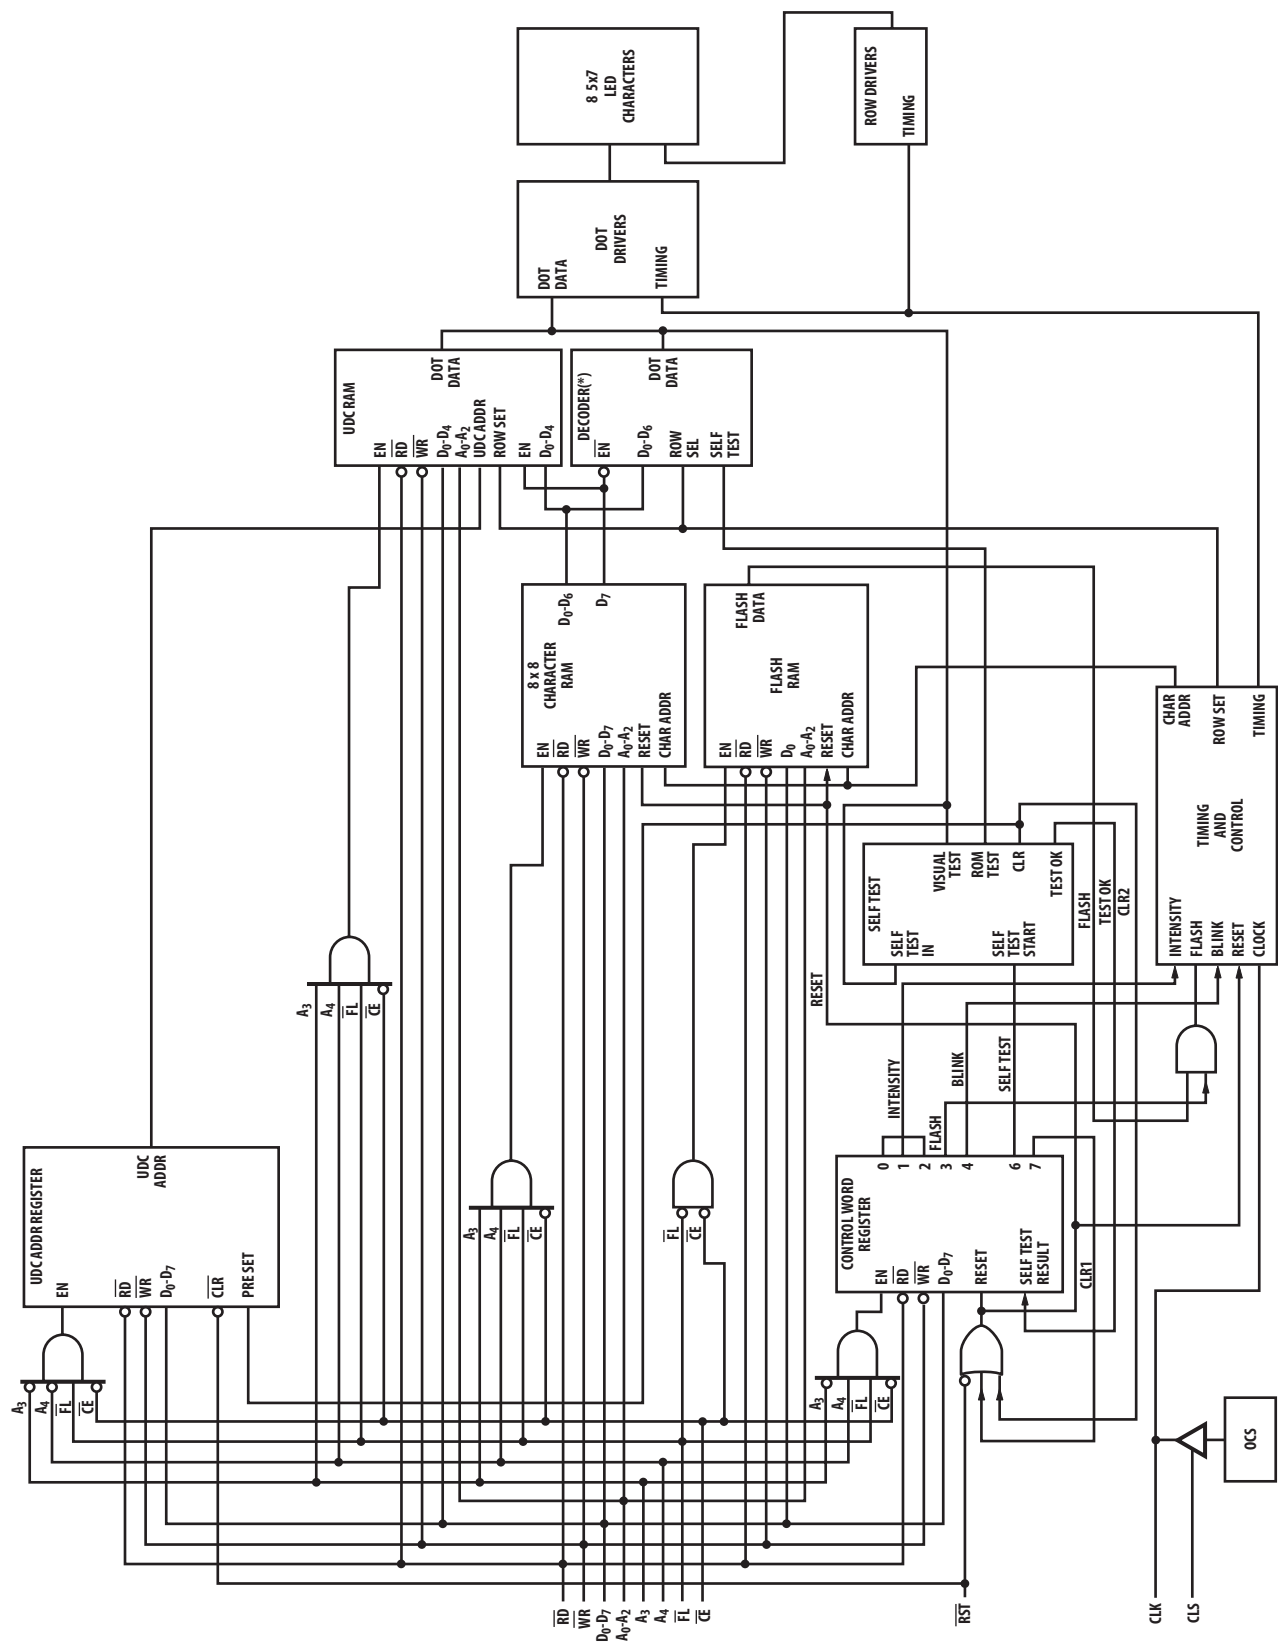 8 5x7
LED
CHARACTERS
ROW DRIVERS
TIMING
DOT
DRIVERS
DOT
DATA
TIMING
UDC RAM
DOT
DATA
EN
RD
WR
D0-D4
A0-A2
UDC ADDR
ROW SET
EN
D0-D4
DECODER(*)
DOT
DATA
EN
D0-D6
ROW
SEL
SELF
TEST
D0-D6
D7
8 x 8
CHARACTER
RAM
EN
RD
WR
D0-D7
A0-A2
RESET
CHAR ADDR
FLASH
DATA
FLASH
RAM
EN
RD
WR
D0
A0-A2
RESET
CHAR ADDR
CHAR
ADDR
ROW SET
TIMING
TIMING
AND
CONTROL
INTENSITY
FLASH
BLINK
RESET
CLOCK
SELF TEST
VISUAL
TEST
ROM
TEST
CLR
TEST OK
SELF
TEST
IN
SELF
TEST
START
FLASH
TEST OK
CLR2
RESET
A3
A4
FL
CE
INTENSITY
BLINK
SELF TEST
FLASH
UDC ADDR REGISTER
UDC
ADDR
EN
RD
WR
D0-D7
CLR
PRESET
A3
A4
FL
CE
FL
CE
CONTROL WORD
REGISTER
0
1
2
3
4
6
7
EN
RD
WR
D0-D7
RESET
SELF TEST
RESULT
CLR1
A3
A4
FL
CE
A3
A4
FL
CE
OCS
RD
WR
D0-D7
A0-A2
A3
A4
FL
CE
RST
CLK
CLS